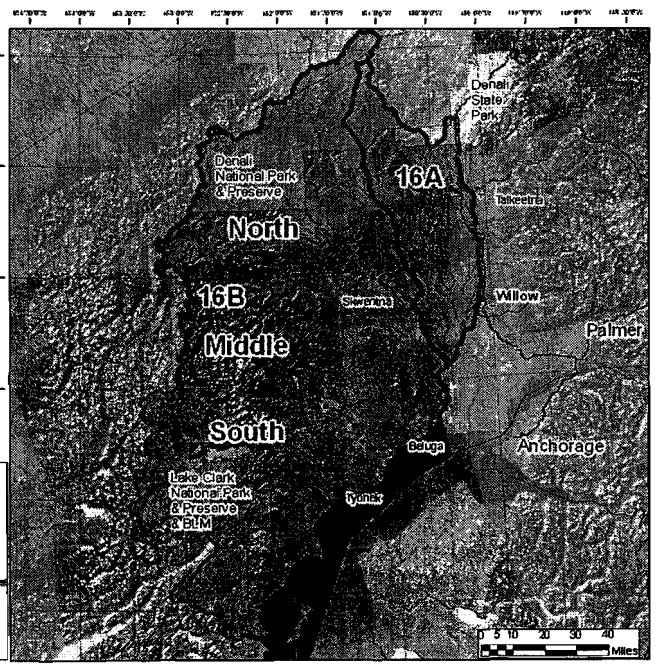 Denali
State
Park
Denali
National Park
& Preserve
16A
Talkeetna
North
16B
Skwentna
Willow
Middle
Palmer
South
Beluga
Anchorage
Lake Clark
National Park
& Preserve
& BLM
Tyonek
0 5 10 20 30 40
Miles